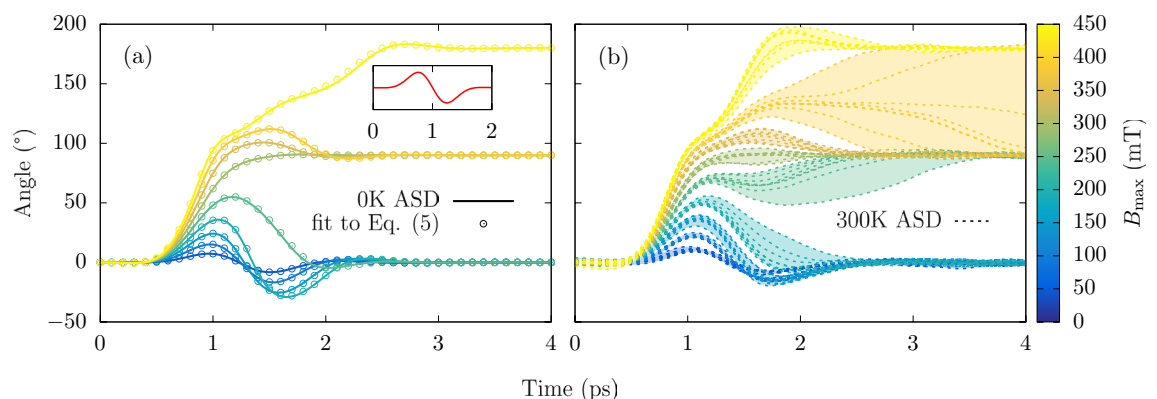 200
150
100
50
0
−50
Angle (°)
(a)
0 1 2
0K ASD
fit to Eq. (5)
0 1 2 3 4
(b)
300K ASD
0 1 2 3 4
Time (ps)
450
400
350
300
250
200
150
100
50
0
Bmax (mT)